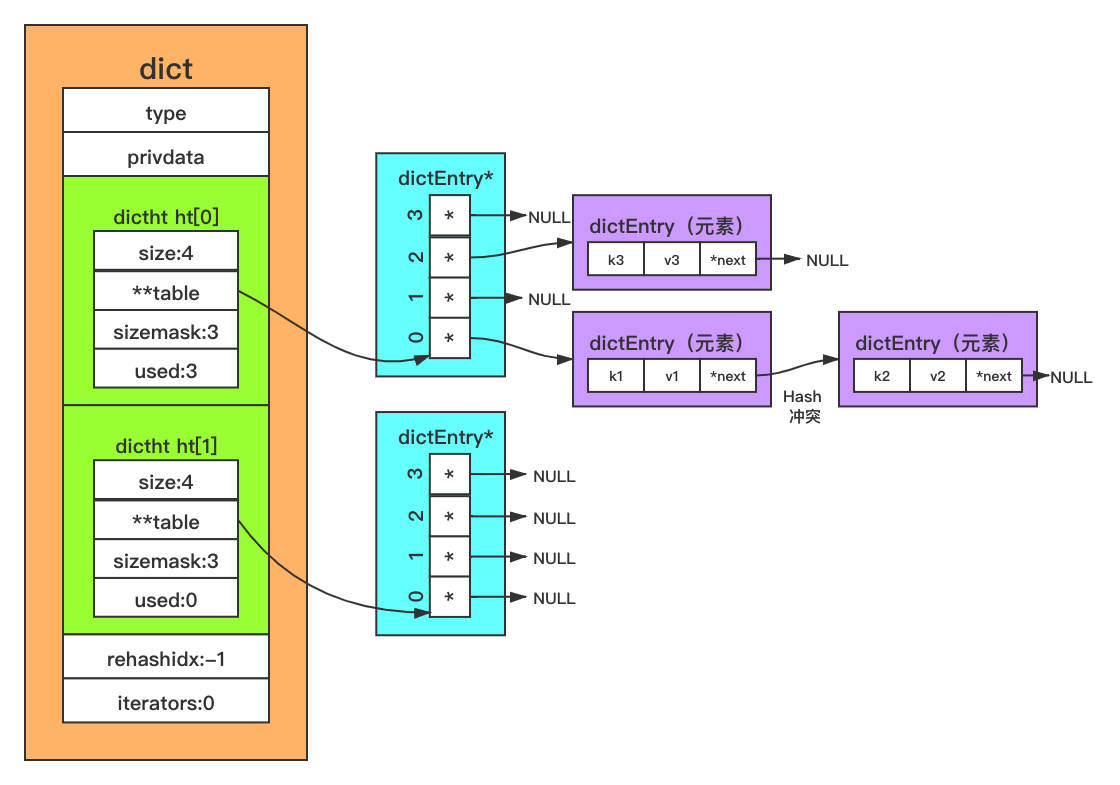 dict
type
privdata
dictht ht[0]
size:4
**table
sizemask:3
used:3
dictht ht[1]
size:4
**table
sizemask:3
used:0
rehashidx:-1
iterators:0
dictEntry*
3 * NULL
2 *
1 * NULL
0 *
dictEntry（元素）
k3 v3 *next NULL
dictEntry（元素）
k1 v1 *next
Hash
冲突
dictEntry（元素）
k2 v2 *next NULL
dictEntry*
3 * NULL
2 * NULL
1 * NULL
0 * NULL